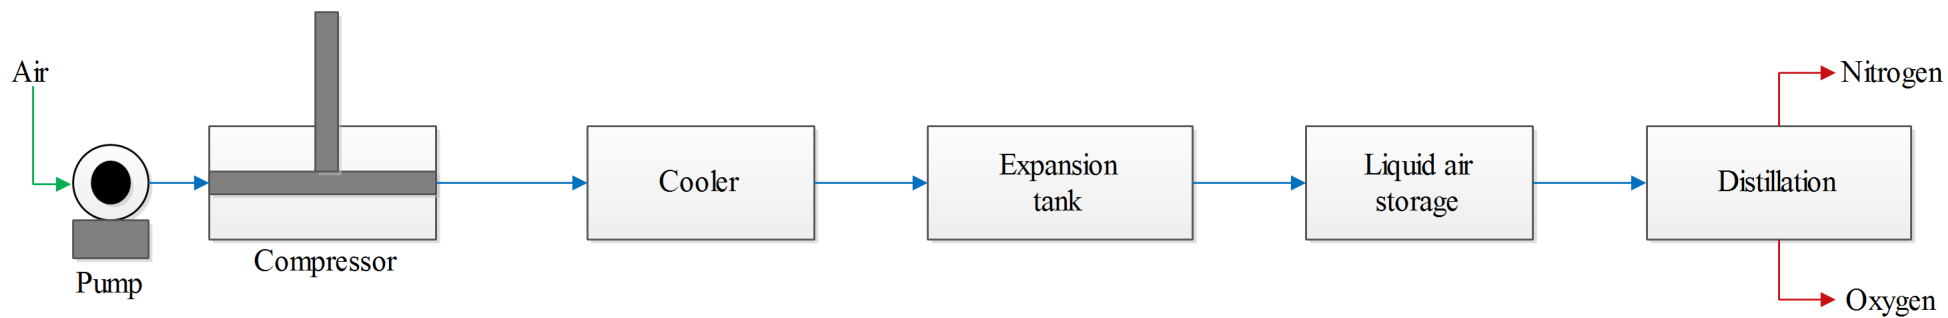 Air
Pump
Compressor
Cooler
Expansion
tank
Liquid air
storage
Distillation
Nitrogen
Oxygen